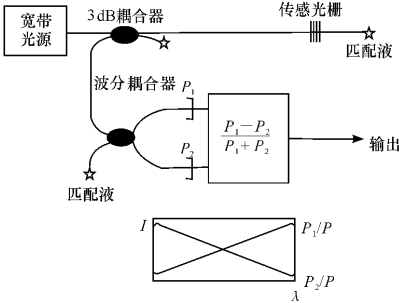 宽带
光源
3dB耦合器
传感光栅
匹配液
波分耦合器
P₁
P₂
P₁−P₂
P₁+P₂
输出
匹配液
I
P₁/P
P₂/P
λ